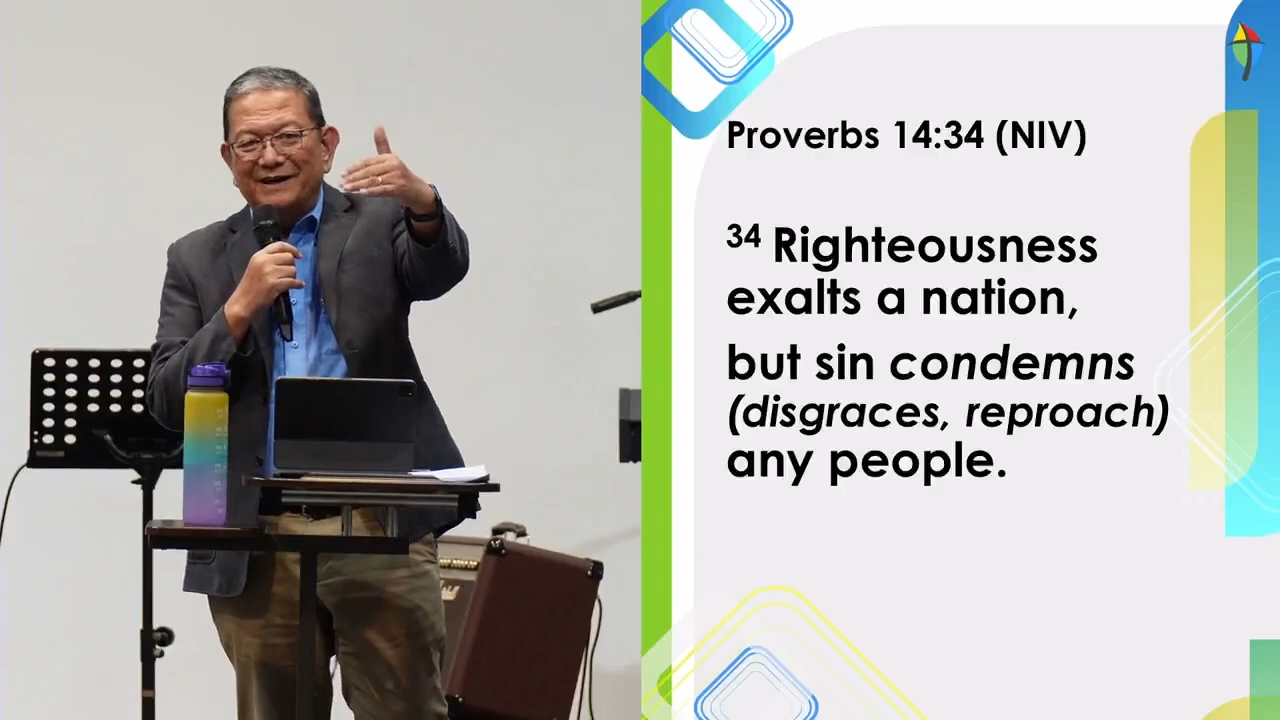 Proverbs 14:34 (NIV)
34 Righteousness
exalts a nation,
but sin condemns
(disgraces, reproach)
any people.